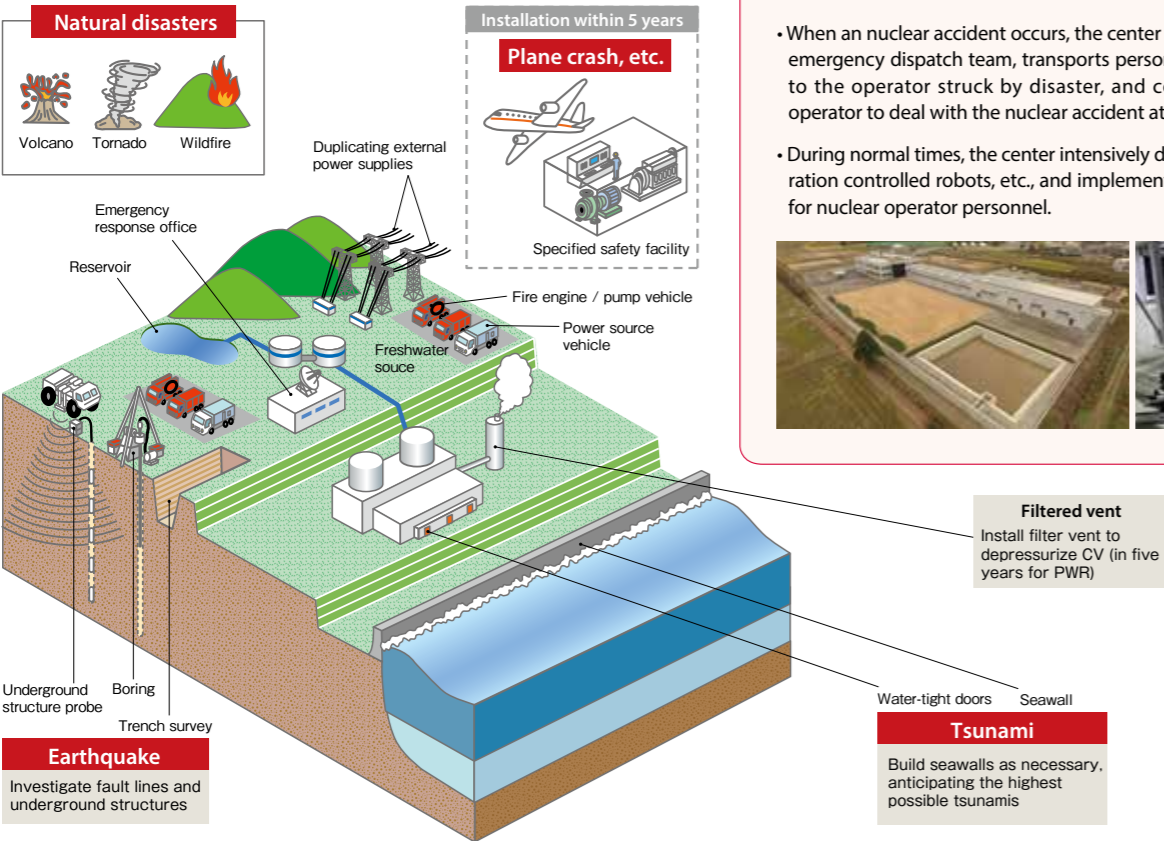 Natural disasters
Volcano
Tornado
Wildfire
Installation within 5 years
Plane crash, etc.
Specified safety facility
• When an nuclear accident occurs, the center
emergency dispatch team, transports
to the operator struck by disaster, and
operator to deal with the nuclear accident at
• During normal times, the center intensively
ration controlled robots, etc., and
for nuclear operator personnel.
Duplicating external
power supplies
Emergency
response office
Reservoir
Fire engine / pump vehicle
Power source
vehicle
Freshwater
souce
Filtered vent
Install filter vent to
depressurize CV (in five
years for PWR)
Underground
structure probe
Boring
Trench survey
Earthquake
Investigate fault lines and
underground structures
Water-tight doors
Seawall
Tsunami
Build seawalls as necessary,
anticipating the highest
possible tsunamis